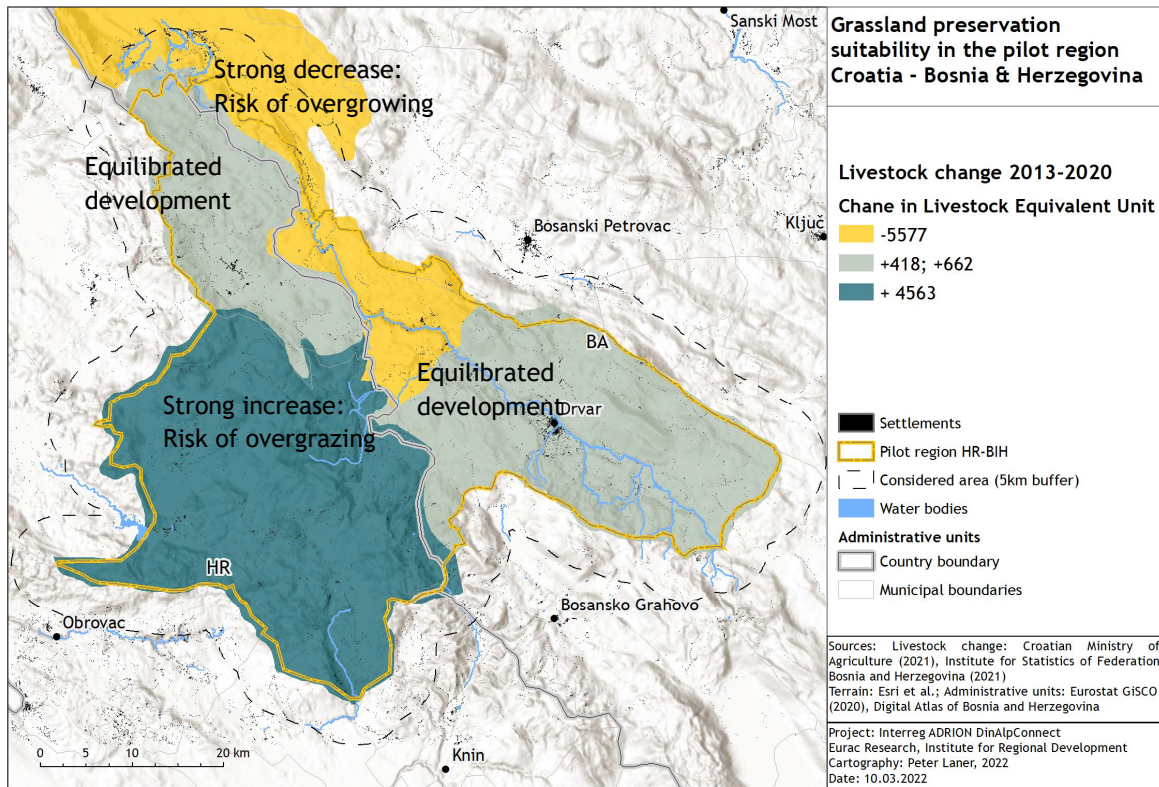 Sanski Most
Strong decrease:
Risk of overgrowing
Equilibrated
development
Bosanski Petrovac
Ključ
BA
Equilibrated
development
Drvar
Strong increase:
Risk of overgrazing
HR
Obrovac
Bosansko Grahovo
Knin
0 5 10 20 km
Grassland preservation
suitability in the pilot region
Croatia - Bosnia & Herzegovina
Livestock change 2013-2020
Chane in Livestock Equivalent Unit
-5577
+418; +662
+ 4563
Settlements
Pilot region HR-BIH
Considered area (5km buffer)
Water bodies
Administrative units
Country boundary
Municipal boundaries
Sources: Livestock change: Croatian Ministry of
Agriculture (2021), Institute for Statistics of Federation
Bosnia and Herzegovina (2021)
Terrain: Esri et al.; Administrative units: Eurostat GiSCO
(2020), Digital Atlas of Bosnia and Herzegovina
Project: Interreg ADRION DinAlpConnect
Eurac Research, Institute for Regional Development
Cartography: Peter Laner, 2022
Date: 10.03.2022